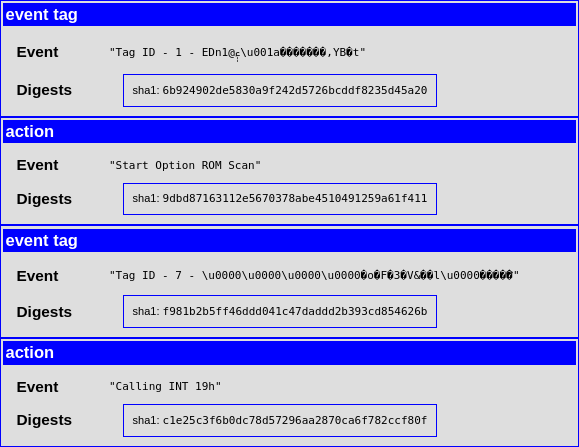 event tag
Event "Tag ID - 1 - EDn1@ۼ\u001a��������,YB�t"
Digests sha1: 6b924902de5830a9f242d5726bcddf8235d45a20
action
Event "Start Option ROM Scan"
Digests sha1: 9dbd87163112e5670378abe4510491259a61f411
event tag
Event "Tag ID - 7 - \u0000\u0000\u0000\u0000�o�F�3�V&��l\u0000�����"
Digests sha1: f981b2b5ff46ddd041c47daddd2b393cd854626b
action
Event "Calling INT 19h"
Digests sha1: c1e25c3f6b0dc78d57296aa2870ca6f782ccf80f